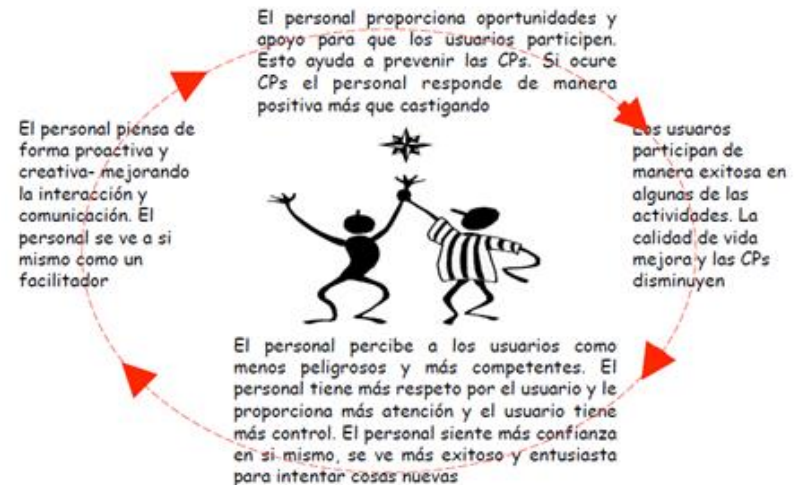 El personal proporciona oportunidades y
apoyo para que los usuarios participen.
Esto ayuda a prevenir las CPs. Si ocure
CPs el personal responde de manera
positiva más que castigando
Los usuaros
participan de
manera exitosa en
algunas de las
actividades. La
calidad de vida
mejora y las CPs
disminuyen
El personal percibe a los usuarios como
menos peligrosos y más competentes. El
personal tiene más respeto por el usuario y le
proporciona más atención y el usuario tiene
más control. El personal siente más confianza
en si mismo, se ve más exitoso y entusiasta
para intentar cosas nuevas
El personal piensa de
forma proactiva y
creativa- mejorando
la interacción y
comunicación. El
personal se ve a si
mismo como un
facilitador